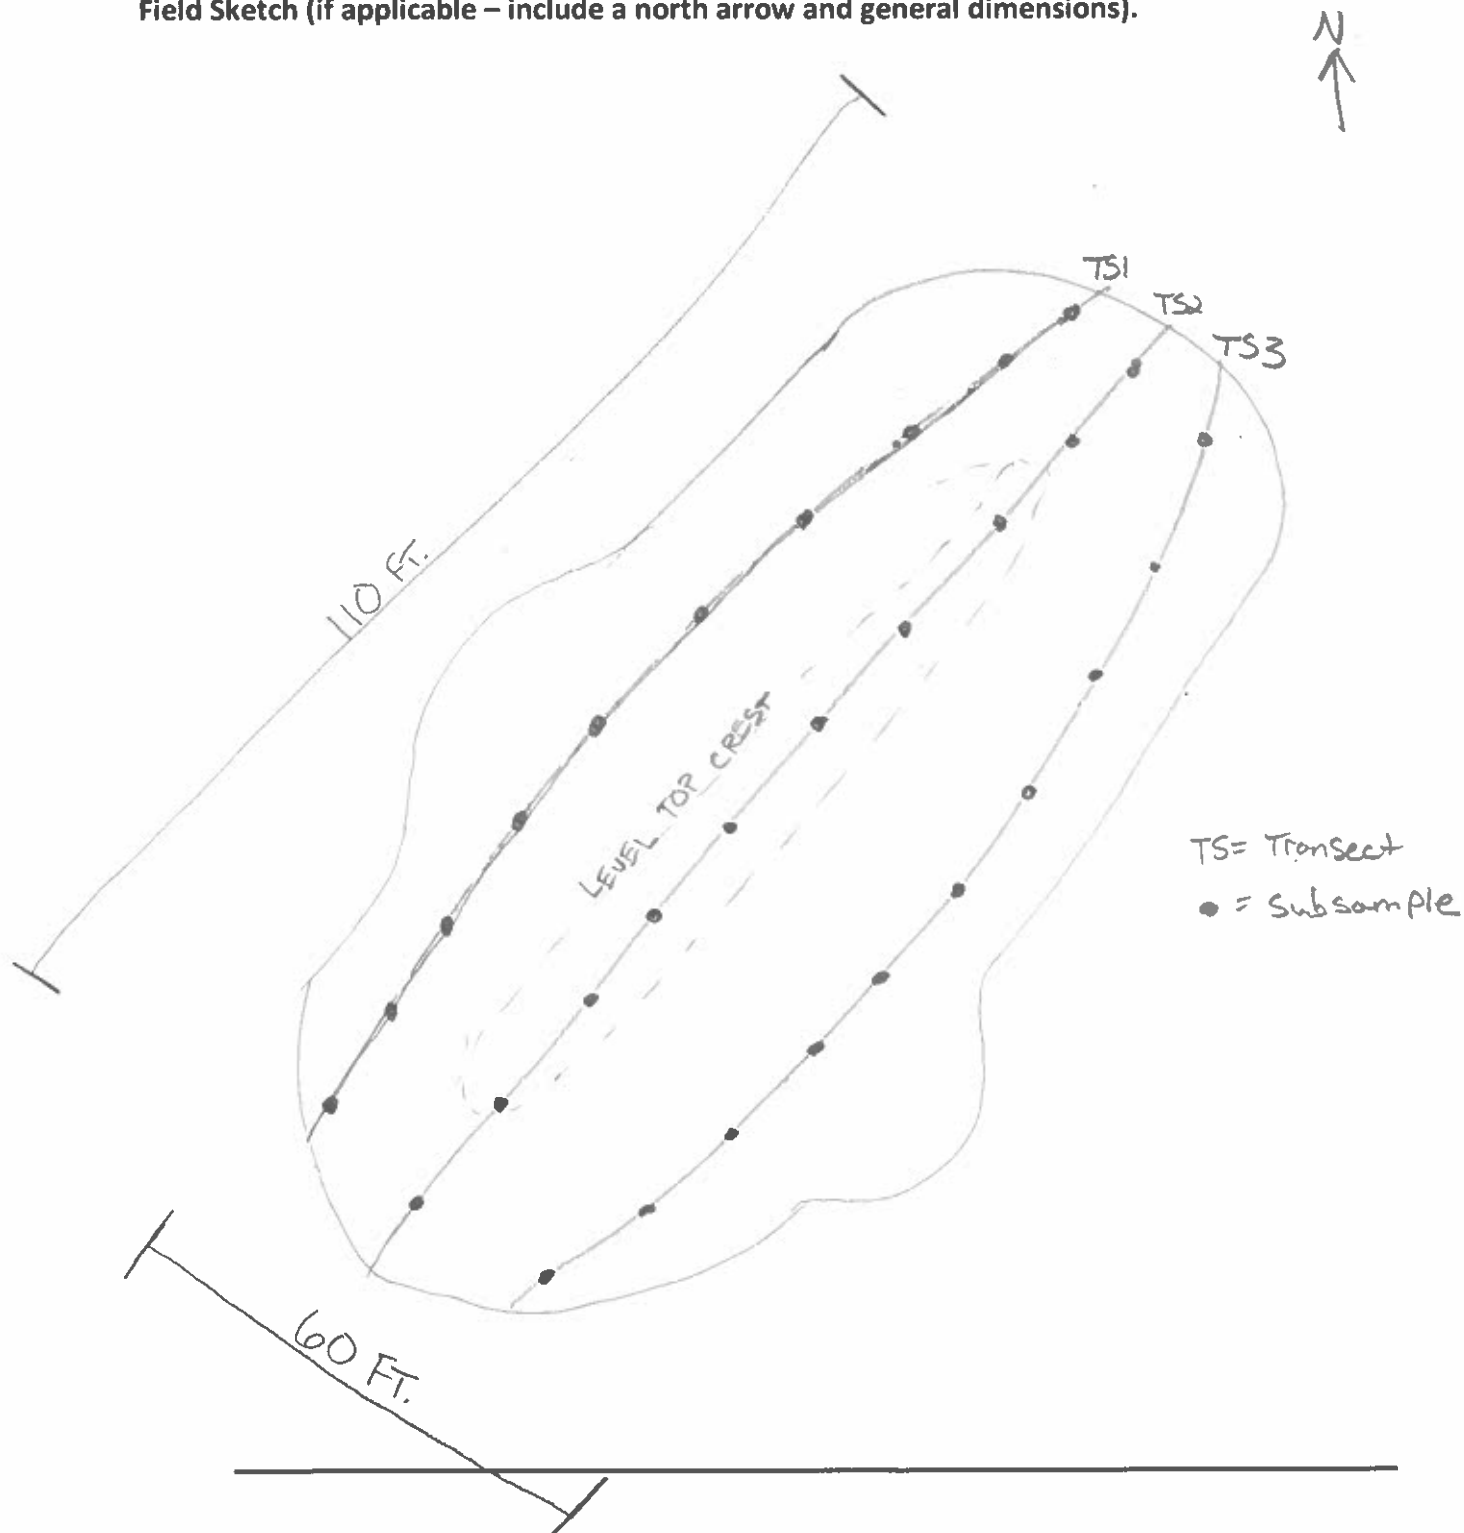 Field Sketch (if applicable – include a north arrow and general dimensions).
N
TS1
TS2
TS3
110 FT.
LEVEL TOP CREST
TS= Transect
• = Subsample
60 FT.